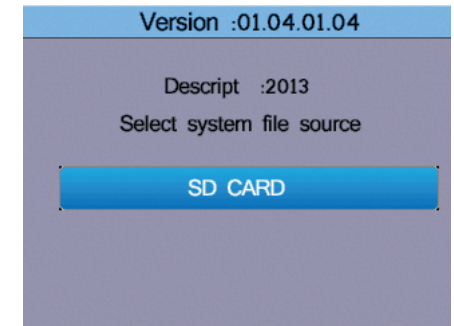 Version :01.04.01.04
Descript :2013
Select system file source
SD CARD